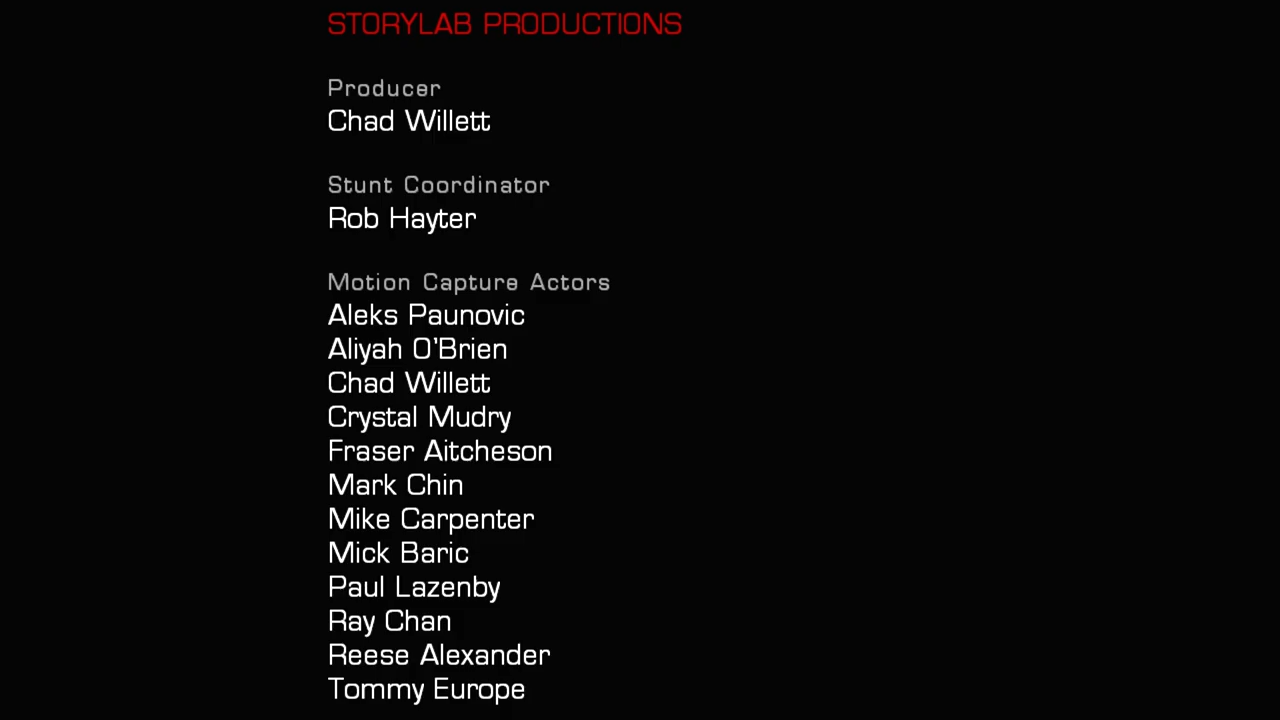 STORYLAB PRODUCTIONS
Producer
Chad Willett
Stunt Coordinator
Rob Hayter
Motion Capture Actors
Aleks Paunovic
Aliyah O'Brien
Chad Willett
Crystal Mudry
Fraser Aitcheson
Mark Chin
Mike Carpenter
Mick Baric
Paul Lazenby
Ray Chan
Reese Alexander
Tommy Europe